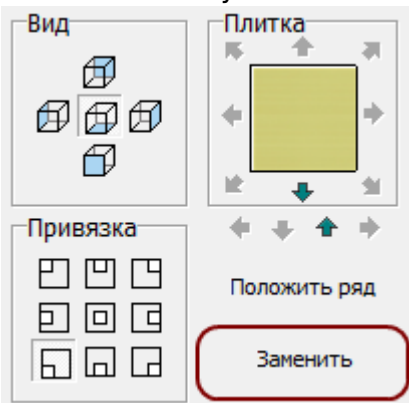 Вид
Плитка
Привязка
Положить ряд
Заменить